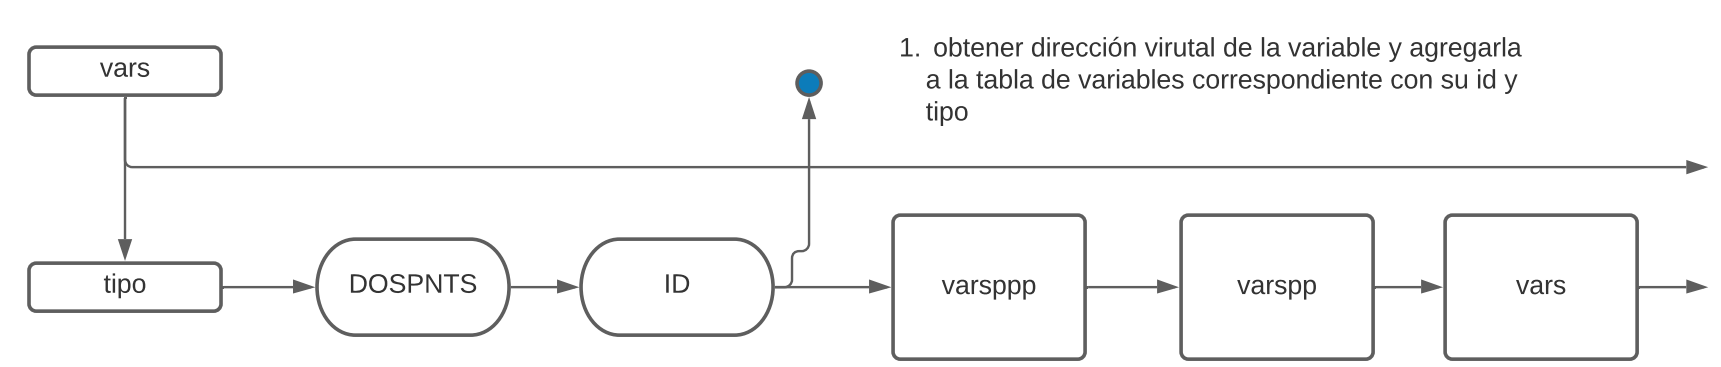 vars
1. obtener dirección virutal de la variable y agregarla
a la tabla de variables correspondiente con su id y
tipo
tipo
DOSPNTS
ID
varsppp
varspp
vars